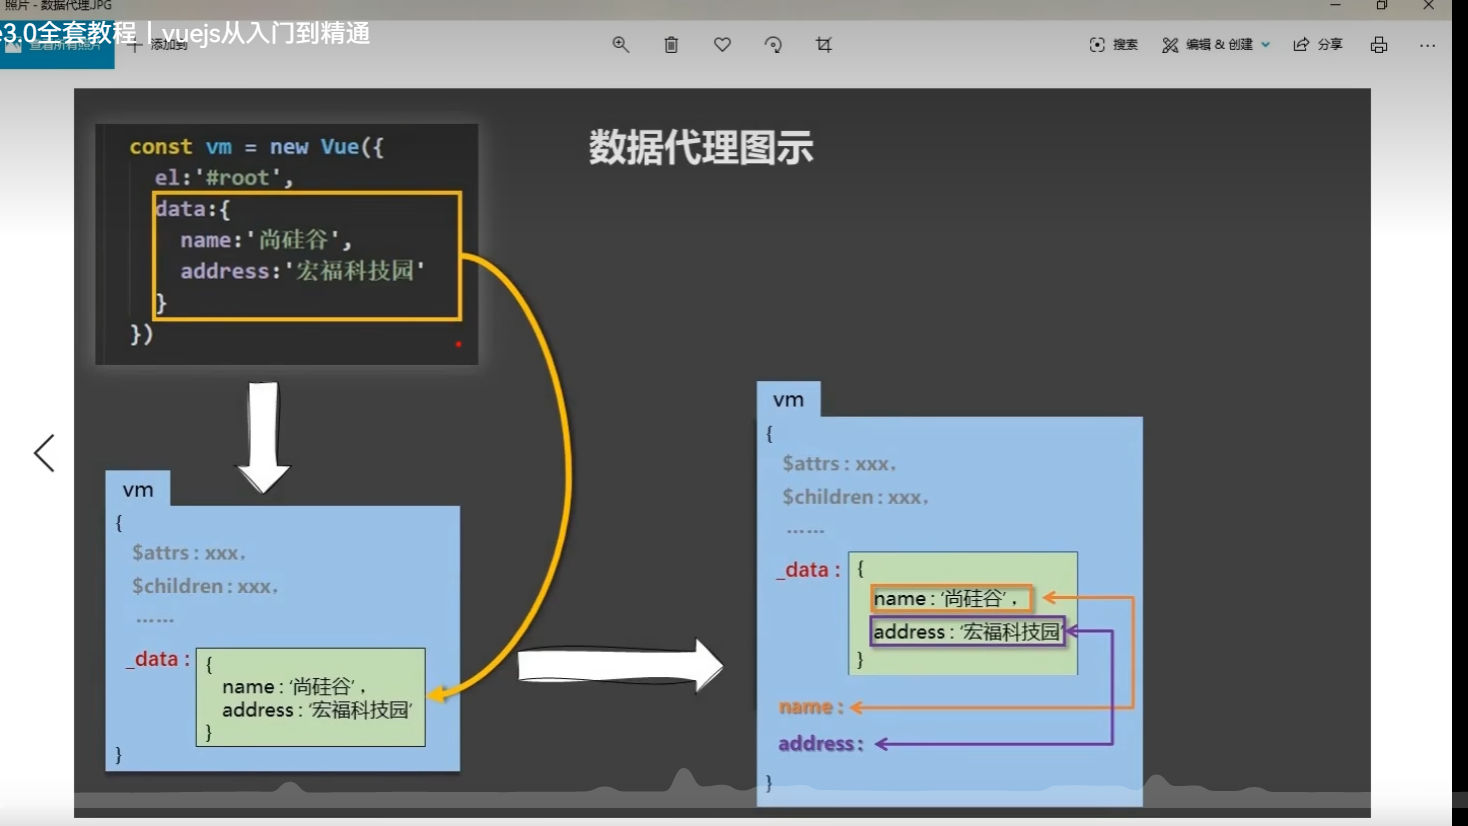 照片 - 数据代理.JPG
e3.0全套教程 | vuejs从入门到精通
查看所有照片
添加到
搜索
编辑 & 创建
分享
数据代理图示
const vm = new Vue({
el:'#root',
data:{
name:'尚硅谷',
address:'宏福科技园'
}
})
vm
{
$attrs : xxx,
$children : xxx,
······
_data :
{
name : ‘尚硅谷’ ,
address : ‘宏福科技园’
}
}
vm
{
$attrs : xxx,
$children : xxx,
······
_data :
{
name : ‘尚硅谷’ ,
address : ‘宏福科技园’
}
name :
address :
}